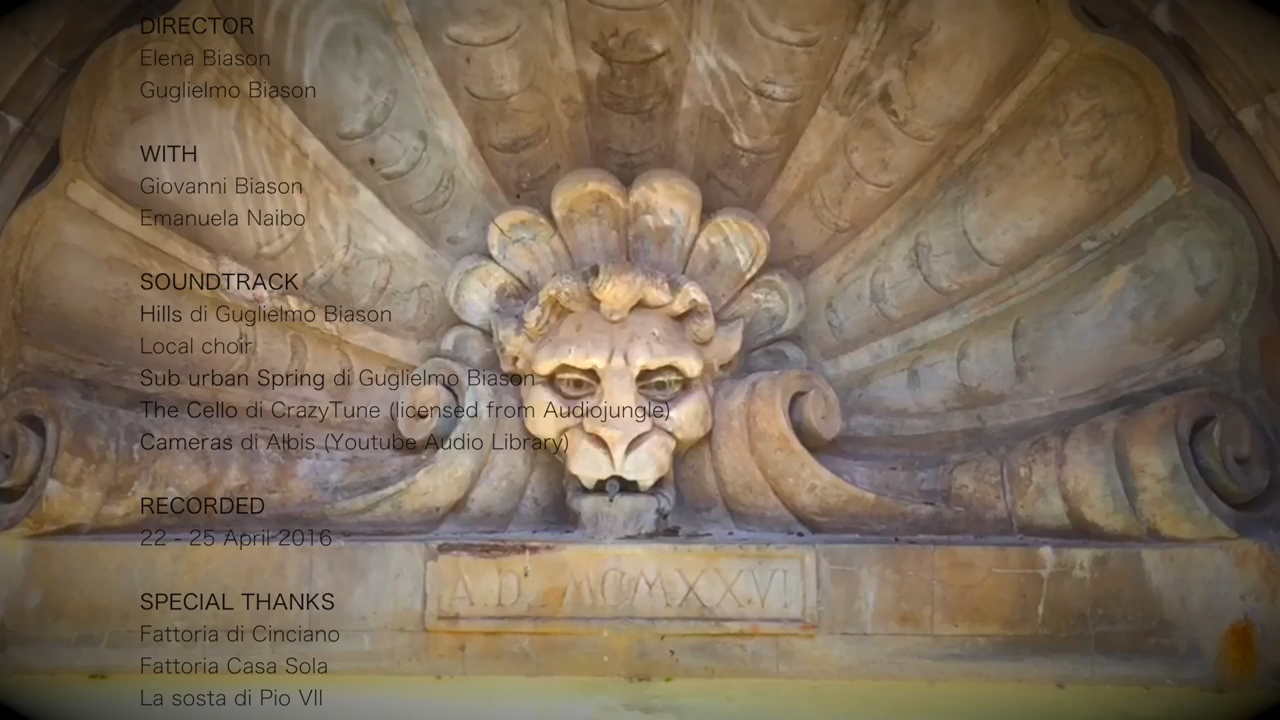 DIRECTOR
Elena Biason
Guglielmo Biason
WITH
Giovanni Biason
Emanuela Naibo
SOUNDTRACK
Hills di Guglielmo Biason
Local choir
Sub urban Spring di Guglielmo Biason
The Cello di CrazyTune (licensed from Audiojungle)
Cameras di Albis (Youtube Audio Library)
RECORDED
22 - 25 April 2016
A.D. MCMXXVI
SPECIAL THANKS
Fattoria di Cinciano
Fattoria Casa Sola
La sosta di Pio VII